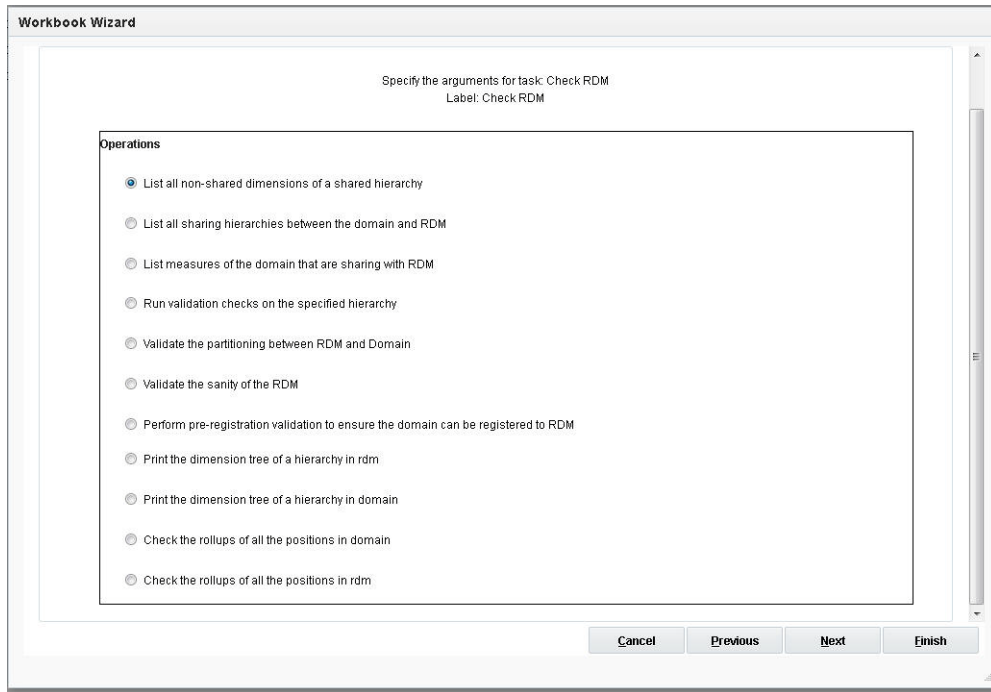 Workbook Wizard
Specify the arguments for task: Check RDM
Label: Check RDM
Operations
List all non-shared dimensions of a shared hierarchy
List all sharing hierarchies between the domain and RDM
List measures of the domain that are sharing with RDM
Run validation checks on the specified hierarchy
Validate the partitioning between RDM and Domain
Validate the sanity of the RDM
Perform pre-registration validation to ensure the domain can be registered to RDM
Print the dimension tree of a hierarchy in rdm
Print the dimension tree of a hierarchy in domain
Check the rollups of all the positions in domain
Check the rollups of all the positions in rdm
Cancel Previous Next Finish